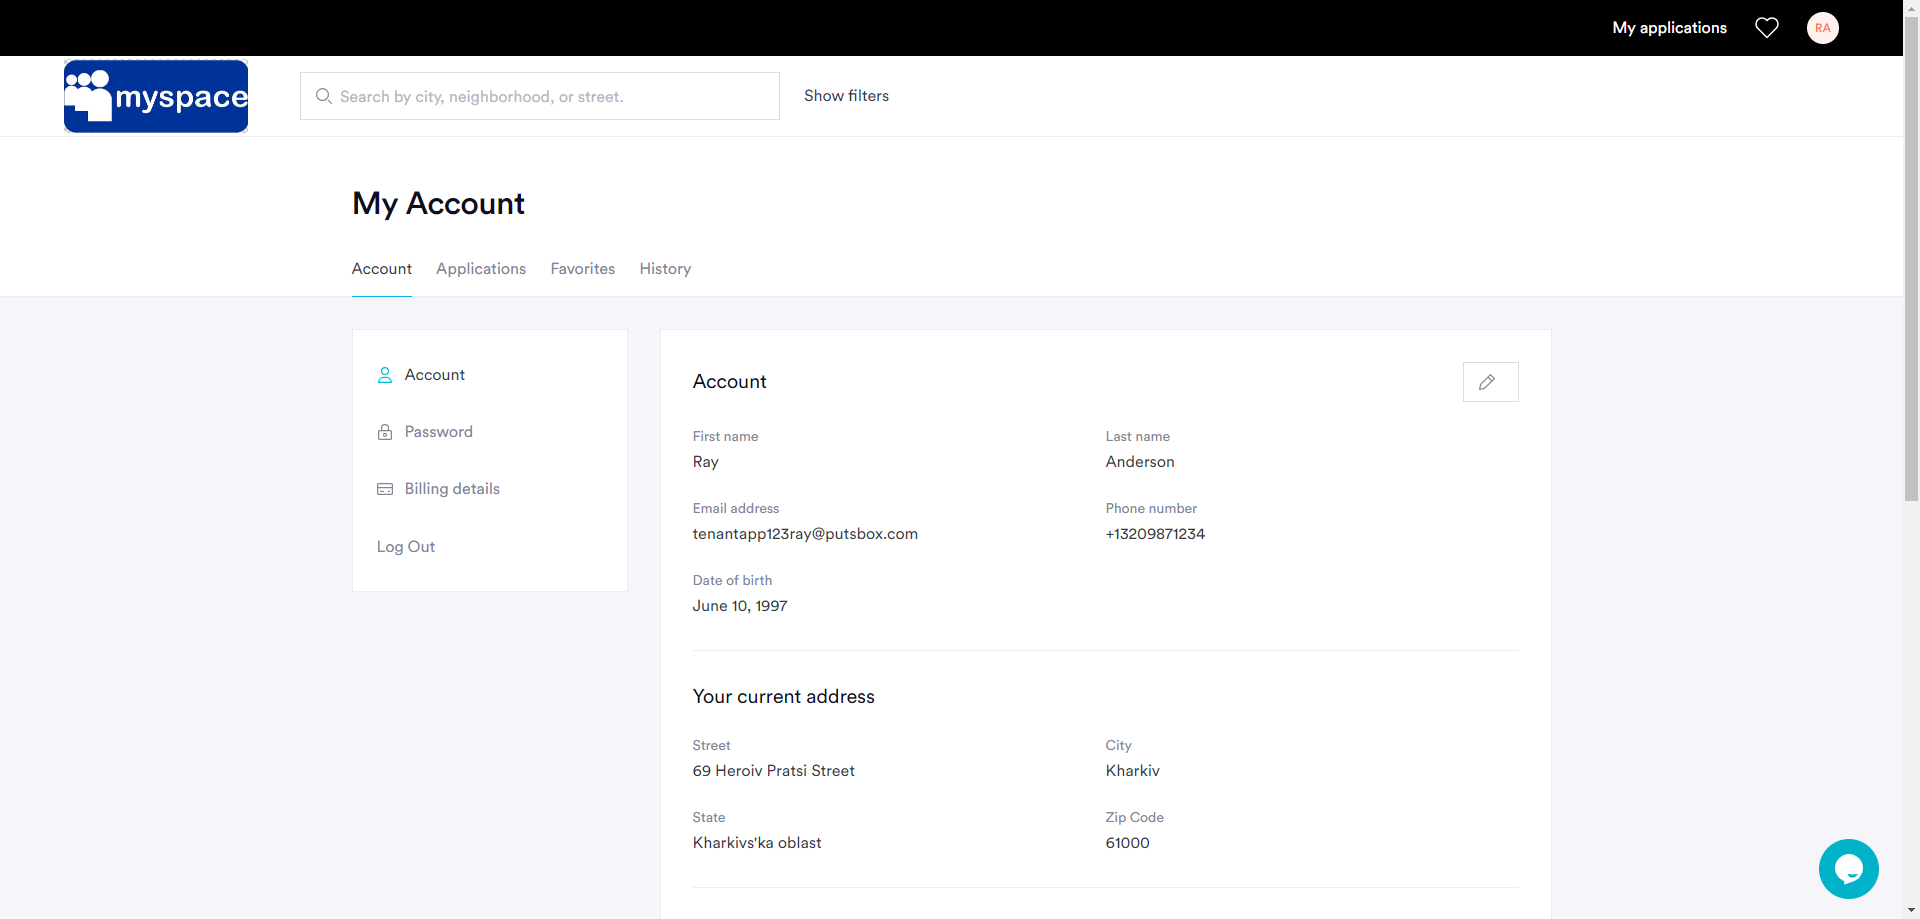 My applications
RA
myspace
Search by city, neighborhood, or street.
Show filters
My Account
Account Applications Favorites History
Account
Password
Billing details
Log Out
Account
First name Last name
Ray Anderson
Email address Phone number
tenantapp123ray@putsbox.com +13209871234
Date of birth
June 10, 1997
Your current address
Street City
69 Heroiv Pratsi Street Kharkiv
State Zip Code
Kharkivs'ka oblast 61000